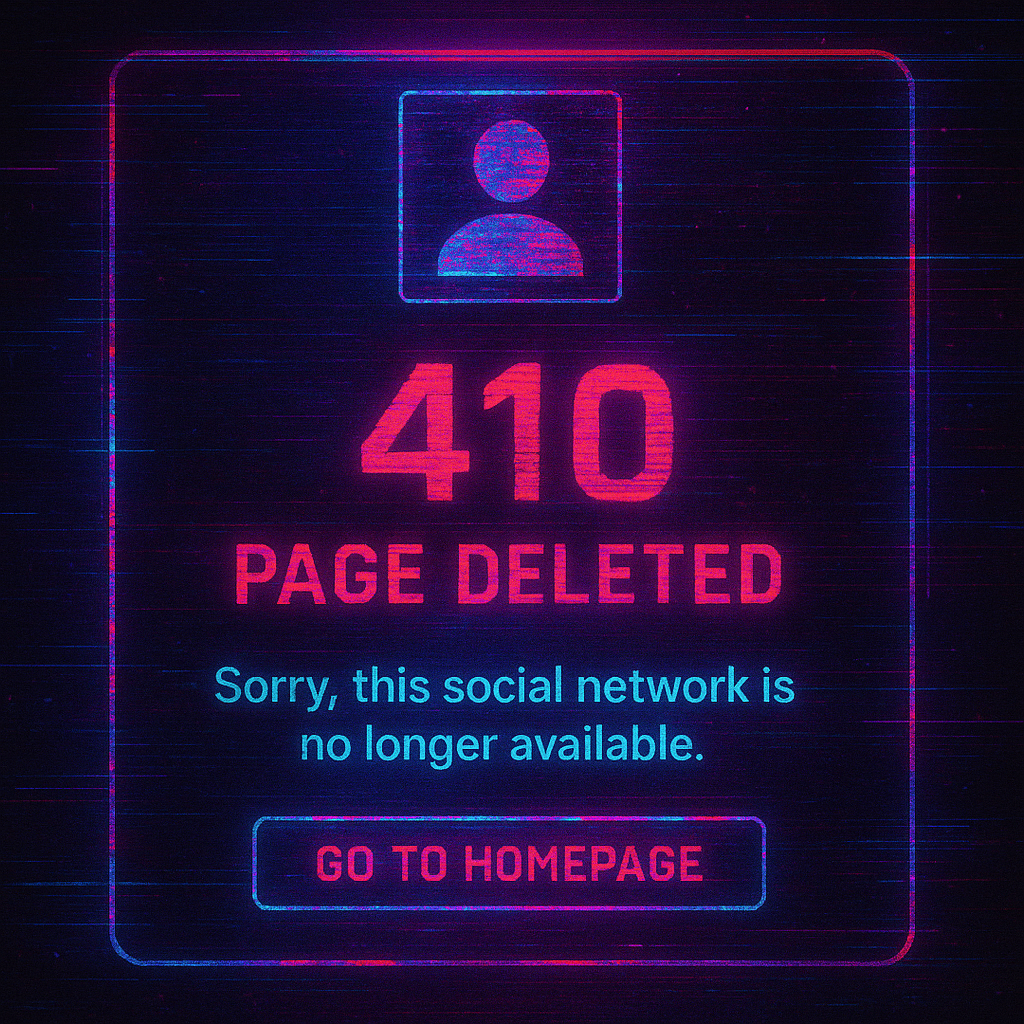 410
PAGE DELETED
Sorry, this social network is
no longer available.
GO TO HOMEPAGE